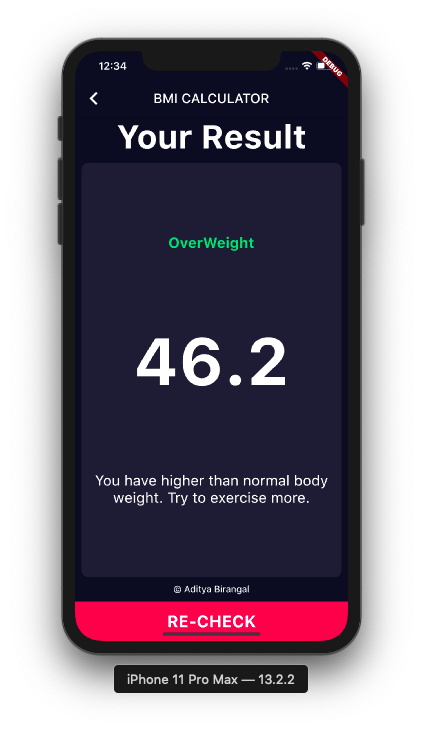 12:34
DEBUG
BMI CALCULATOR
Your Result
OverWeight
46.2
You have higher than normal body
weight. Try to exercise more.
© Aditya Birangal
RE-CHECK
iPhone 11 Pro Max — 13.2.2